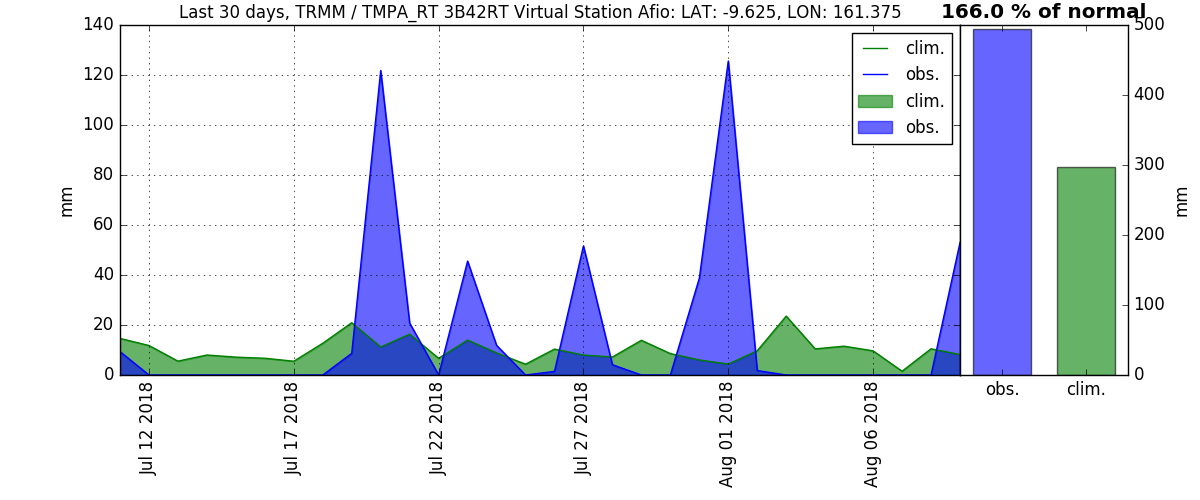 Last 30 days, TRMM / TMPA_RT 3B42RT Virtual Station Afio: LAT: -9.625, LON: 161.375
166.0 % of normal
140
120
100
80
60
40
20
0
mm
clim.
obs.
clim.
obs.
Jul 12 2018
Jul 17 2018
Jul 22 2018
Jul 27 2018
Aug 01 2018
Aug 06 2018
500
400
300
200
100
0
mm
obs.
clim.